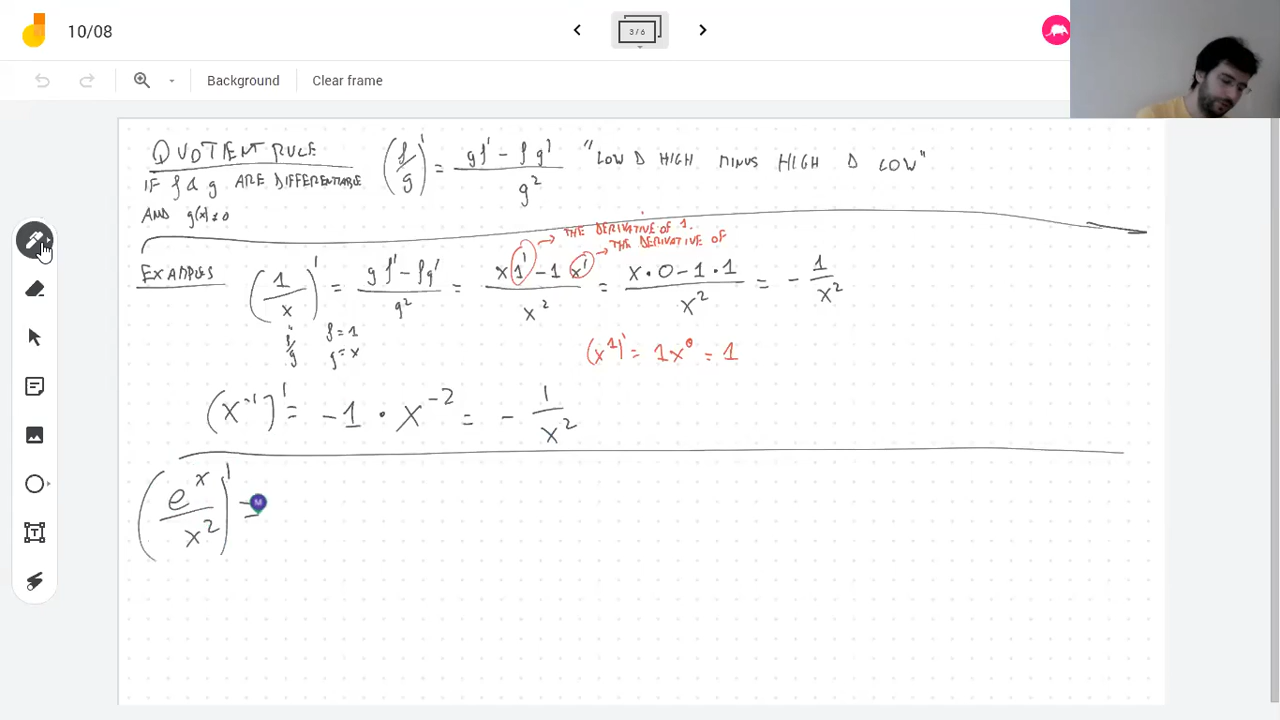 10/08
3 / 6
Background
Clear frame
QUOTIENT RULE (f/g)' = (gf' - fg')/g² "LOW D HIGH MINUS HIGH D LOW"
IF f & g ARE DIFFERENTIABLE
AND g(x) ≠ 0
→ THE DERIVATIVE OF 1.
→ THE DERIVATIVE OF
EXAMPLES (1/x)' = (gf' - fg')/g² = (x1' - 1x')/x² = (x·0 - 1·1)/x² = -1/x²
f/g f=1
g=x
(x¹)' = 1x⁰ = 1
(x⁻¹)' = -1 · x⁻² = -1/x²
(eˣ/x²)' =
M